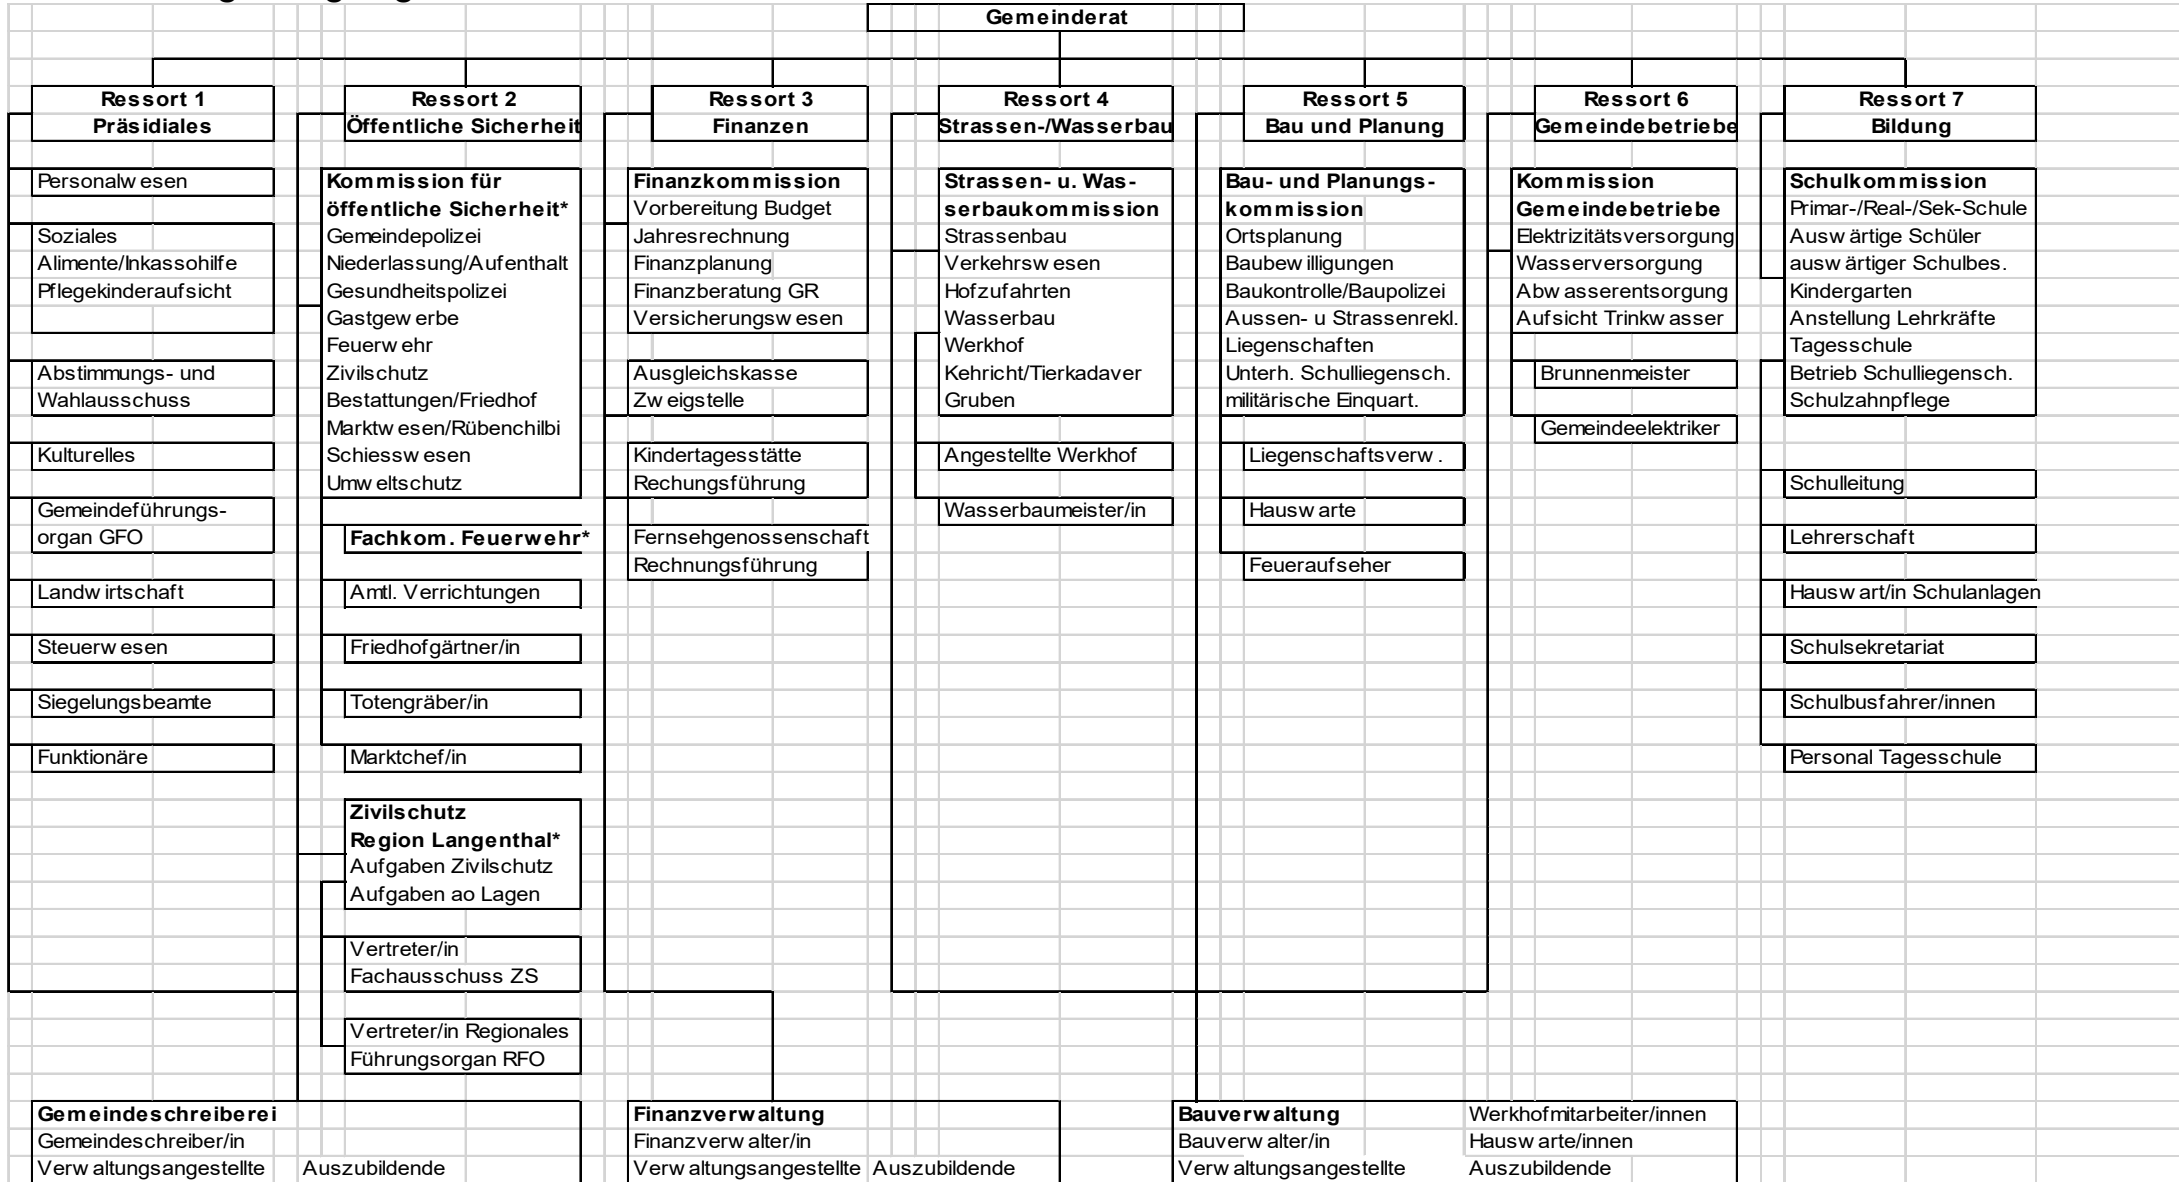 Gemeinderat
Ressort 1
Präsidiales
Ressort 2
Öffentliche Sicherheit
Ressort 3
Finanzen
Ressort 4
Strassen-/Wasserbau
Ressort 5
Bau und Planung
Ressort 6
Gemeindebetriebe
Ressort 7
Bildung
Personalwesen
Soziales
Alimente/Inkassohilfe
Pflegekinderaufsicht
Abstimmungs- und
Wahlausschuss
Kulturelles
Gemeindeführungs-
organ GFO
Landwirtschaft
Steuerwesen
Siegelungsbeamte
Funktionäre
Kommission für
öffentliche Sicherheit*
Gemeindepolizei
Niederlassung/Aufenthalt
Gesundheitspolizei
Gastgewerbe
Feuerwehr
Zivilschutz
Bestattungen/Friedhof
Marktwesen/Rübenchilbi
Schiesswesen
Umweltschutz
Fachkom. Feuerwehr*
Amtl. Verrichtungen
Friedhofgärtner/in
Totengräber/in
Marktchef/in
Zivilschutz
Region Langenthal*
Aufgaben Zivilschutz
Aufgaben ao Lagen
Vertreter/in
Fachausschuss ZS
Vertreter/in Regionales
Führungsorgan RFO
Finanzkommission
Vorbereitung Budget
Jahresrechnung
Finanzplanung
Finanzberatung GR
Versicherungswesen
Ausgleichskasse
Zweigstelle
Kindertagesstätte
Rechungsführung
Fernsehgenossenschaft
Rechnungsführung
Strassen- u. Was-
serbaukommission
Strassenbau
Verkehrswesen
Hofzufahrten
Wasserbau
Werkhof
Kehricht/Tierkadaver
Gruben
Angestellte Werkhof
Wasserbaumeister/in
Bau- und Planungs-
kommission
Ortsplanung
Baubewilligungen
Baukontrolle/Baupolizei
Aussen- u Strassenrekl.
Liegenschaften
Unterh. Schulliegensch.
militärische Einquart.
Liegenschaftsverw.
Hauswarte
Feueraufseher
Kommission
Gemeindebetriebe
Elektrizitätsversorgung
Wasserversorgung
Abwasserentsorgung
Aufsicht Trinkwasser
Brunnenmeister
Gemeindeelektriker
Schulkommission
Primar-/Real-/Sek-Schule
Auswärtige Schüler
auswärtiger Schulbes.
Kindergarten
Anstellung Lehrkräfte
Tagesschule
Betrieb Schulliegensch.
Schulzahnpflege
Schulleitung
Lehrerschaft
Hauswart/in Schulanlagen
Schulsekretariat
Schulbusfahrer/innen
Personal Tagesschule
Gemeindeschreiberei
Gemeindeschreiber/in
Verwaltungsangestellte Auszubildende
Finanzverwaltung
Finanzverwalter/in
Verwaltungsangestellte Auszubildende
Bauverwaltung Werkhofmitarbeiter/innen
Bauverwalter/in Hauswarte/innen
Verwaltungsangestellte Auszubildende